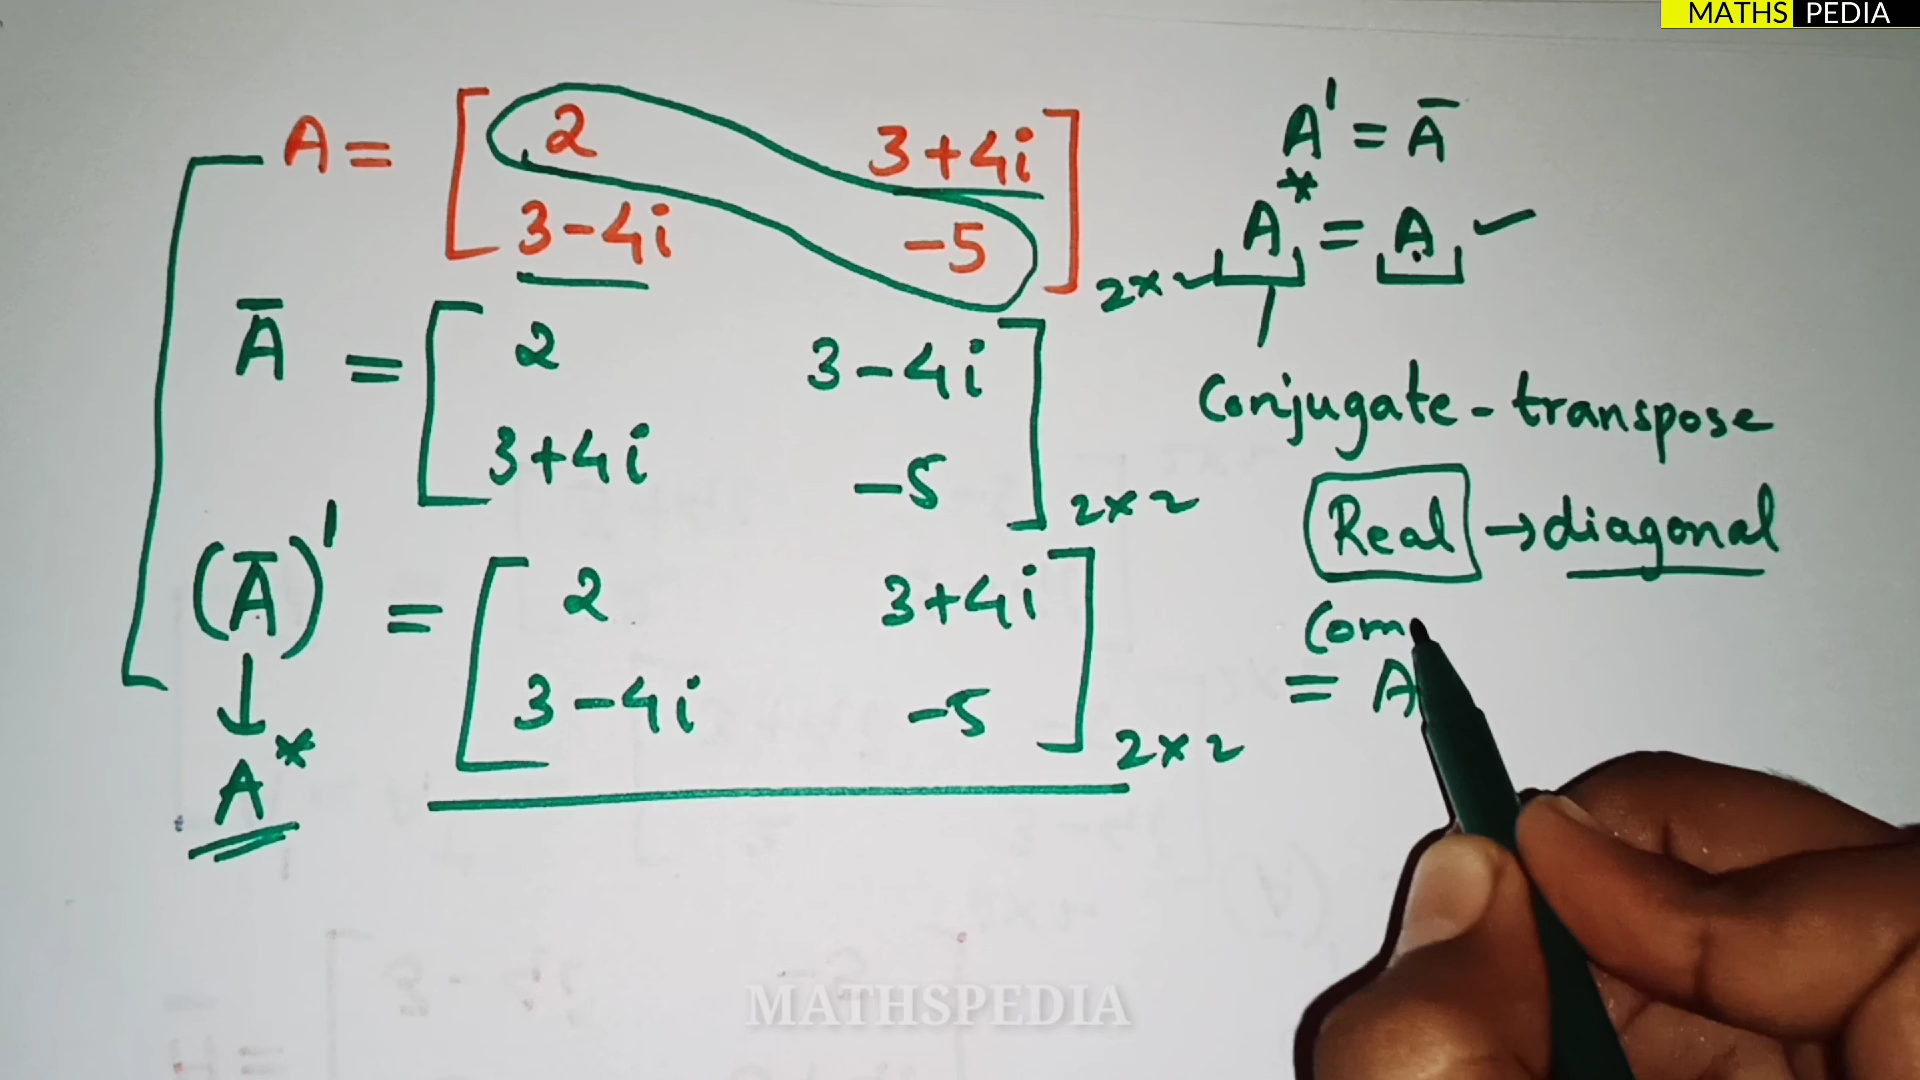 MATHS PEDIA
A = [ 2 3+4i
3-4i -5 ] 2×2
A' = Ā
A* = A ✓
Ā = [ 2 3-4i
3+4i -5 ] 2×2
Conjugate-transpose
Real → diagonal
(Ā)' = [ 2 3+4i
3-4i -5 ] 2×2
Com
= A
↓
A*
MATHSPEDIA